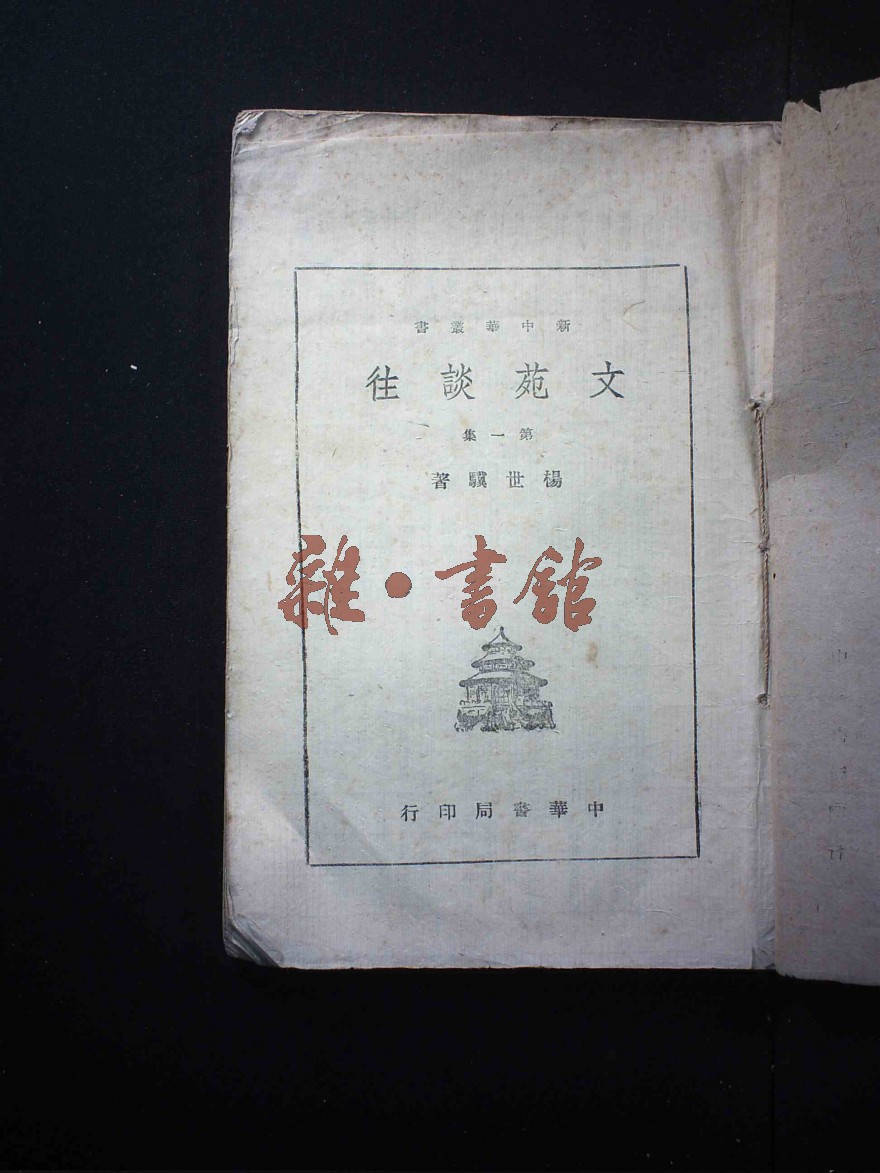 新中華叢書
文苑談往
第一集
楊世驥著
雜·書館
中華書局印行